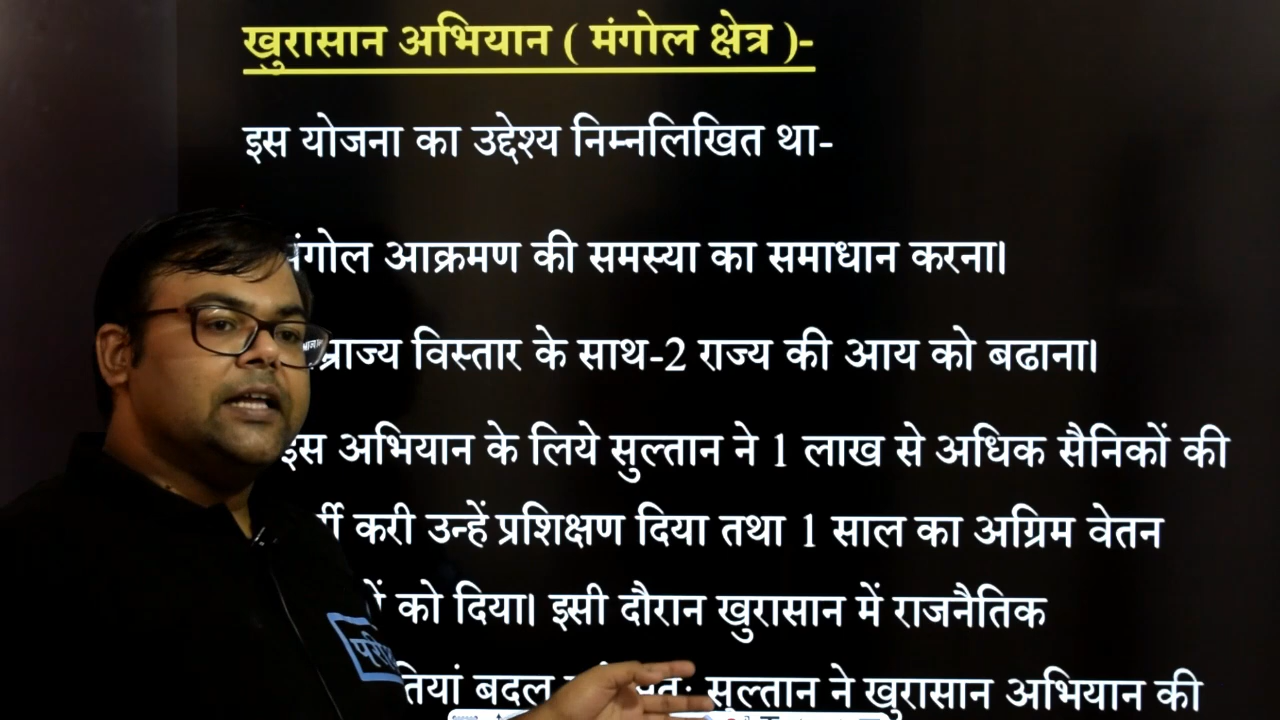 खुरासान अभियान ( मंगोल क्षेत्र )-
इस योजना का उद्देश्य निम्नलिखित था-
मंगोल आक्रमण की समस्या का समाधान करना।
विस्तार के साथ-2 राज्य की आय को बढाना।
इस अभियान के लिये सुल्तान ने 1 लाख से अधिक सैनिकों की
करी उन्हें प्रशिक्षण दिया तथा 1 साल का अग्रिम वेतन
को दिया। इसी दौरान खुरासान में राजनैतिक
बदल सुल्तान ने खुरासान अभियान की